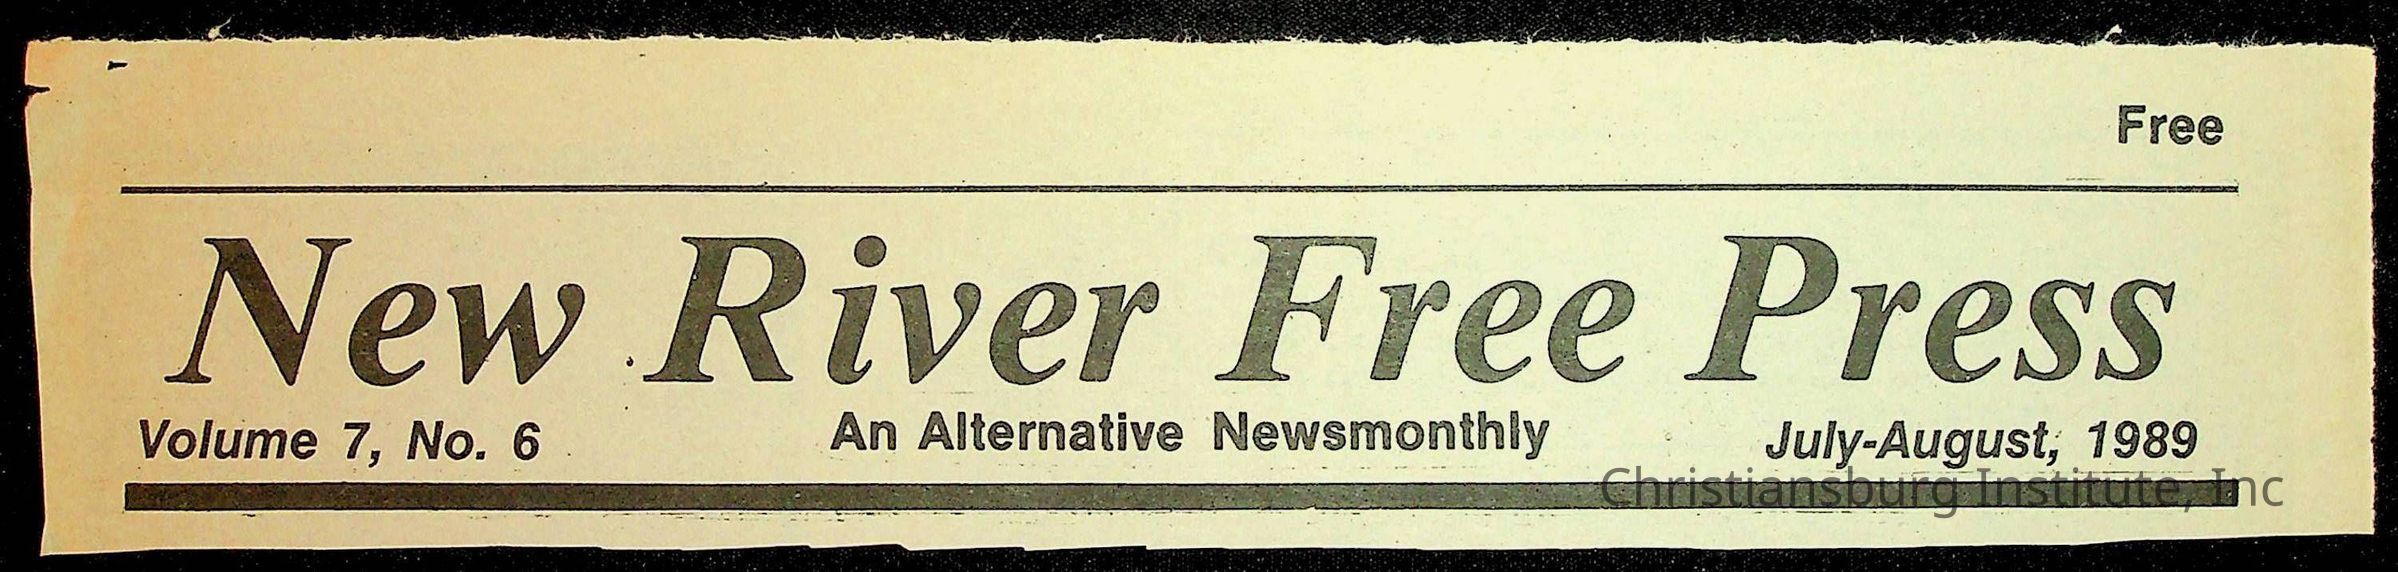 Free
New River Free Press
Volume 7, No. 6 An Alternative Newsmonthly July-August, 1989
Christiansburg Institute, Inc